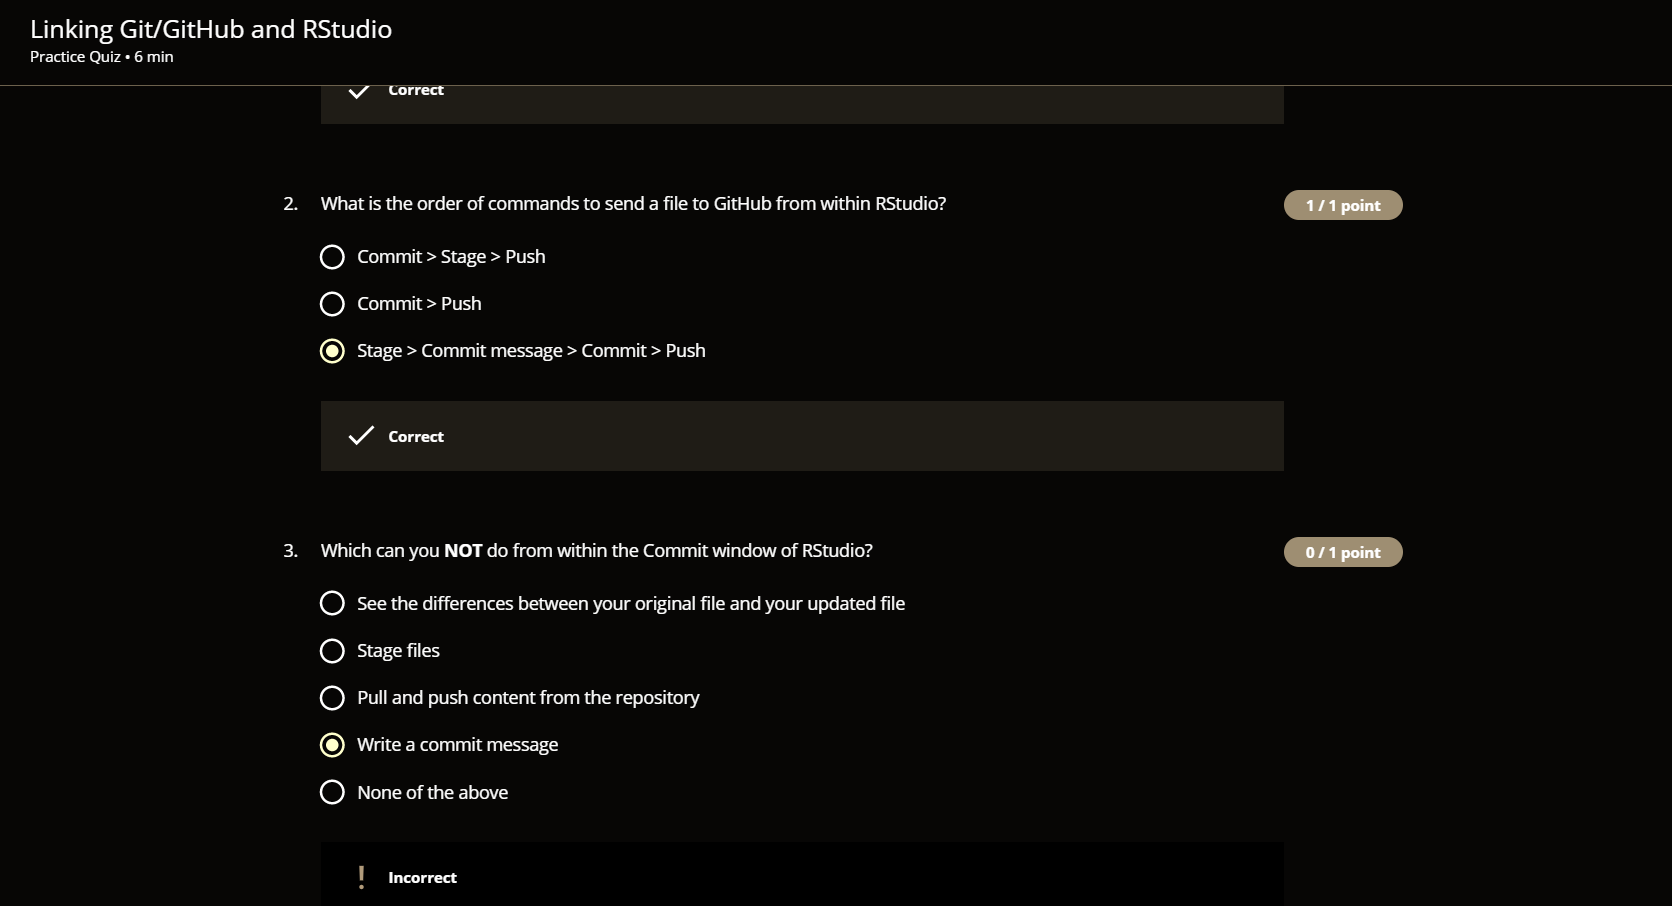 Linking Git/GitHub and RStudio
Practice Quiz • 6 min
Correct
2. What is the order of commands to send a file to GitHub from within RStudio? 1 / 1 point
Commit > Stage > Push
Commit > Push
Stage > Commit message > Commit > Push
Correct
3. Which can you NOT do from within the Commit window of RStudio? 0 / 1 point
See the differences between your original file and your updated file
Stage files
Pull and push content from the repository
Write a commit message
None of the above
! Incorrect